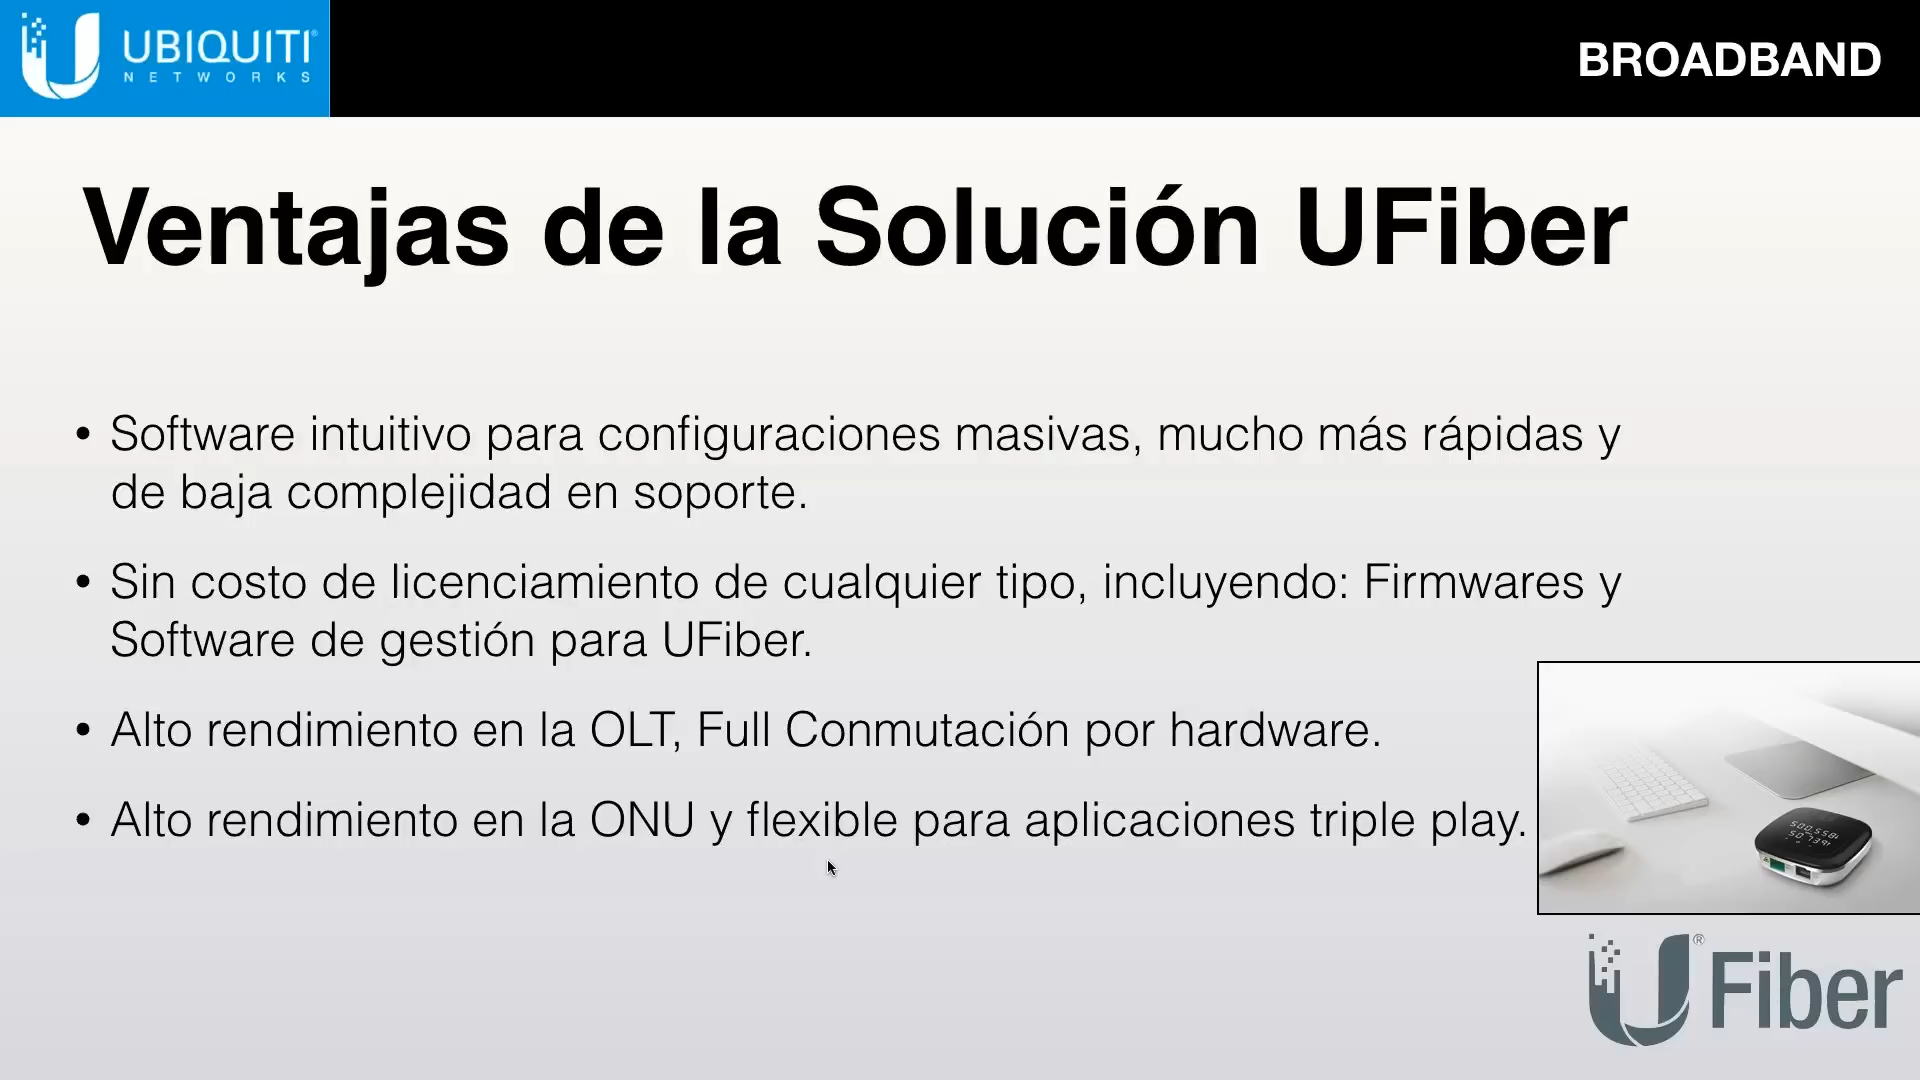 UBIQUITI
NETWORKS
BROADBAND
Ventajas de la Solución UFiber
• Software intuitivo para configuraciones masivas, mucho más rápidas y
de baja complejidad en soporte.
• Sin costo de licenciamiento de cualquier tipo, incluyendo: Firmwares y
Software de gestión para UFiber.
• Alto rendimiento en la OLT, Full Conmutación por hardware.
• Alto rendimiento en la ONU y flexible para aplicaciones triple play.
U® Fiber